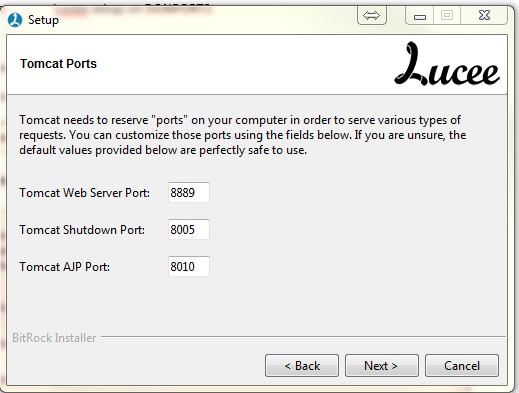 Setup
Tomcat Ports
Lucee
Tomcat needs to reserve "ports" on your computer in order to serve various types of
requests. You can customize those ports using the fields below. If you are unsure, the
default values provided below are perfectly safe to use.
Tomcat Web Server Port: 8889
Tomcat Shutdown Port: 8005
Tomcat AJP Port: 8010
BitRock Installer
< Back Next > Cancel